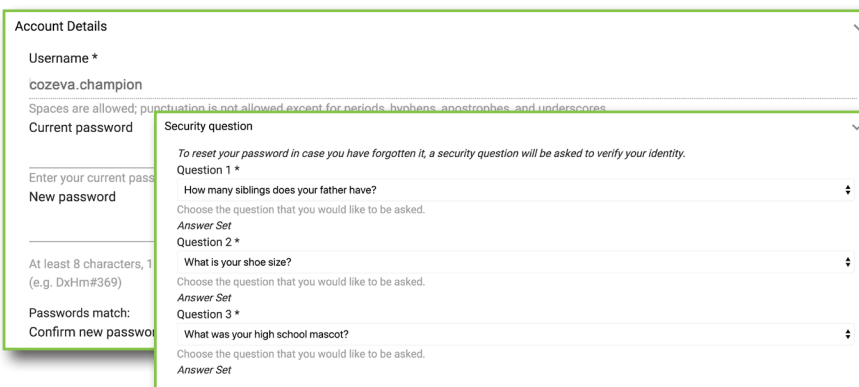 Account Details
Username *
cozeva.champion
Spaces are allowed; punctuation is not allowed except for periods, hyphens, apostrophes, and underscores.
Current password
Enter your current pass
New password
At least 8 characters, 1
(e.g. DxHm#369)
Passwords match:
Confirm new passwor
Security question
To reset your password in case you have forgotten it, a security question will be asked to verify your identity.
Question 1 *
How many siblings does your father have?
Choose the question that you would like to be asked.
Answer Set
Question 2 *
What is your shoe size?
Choose the question that you would like to be asked.
Answer Set
Question 3 *
What was your high school mascot?
Choose the question that you would like to be asked.
Answer Set